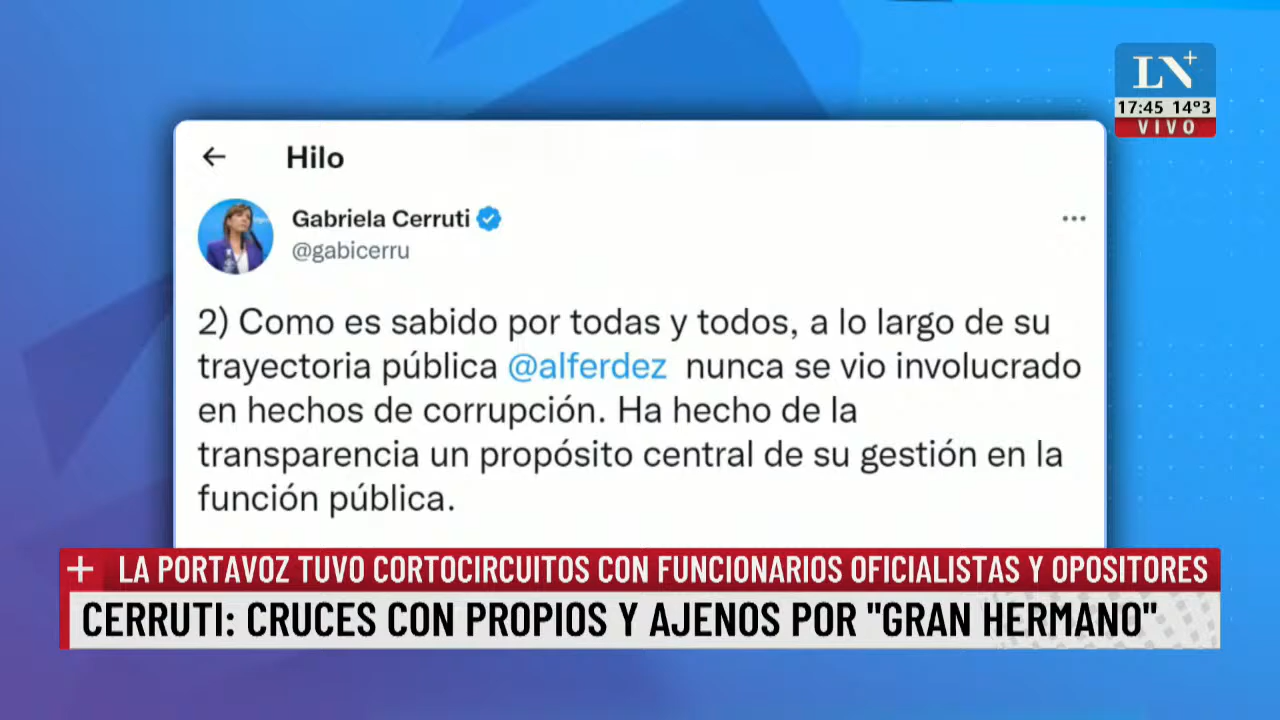 LN+
17:45 14°3
VIVO
Hilo
Gabriela Cerruti
@gabicerru
2) Como es sabido por todas y todos, a lo largo de su
trayectoria pública @alferdez nunca se vio involucrado
en hechos de corrupción. Ha hecho de la
transparencia un propósito central de su gestión en la
función pública.
+ LA PORTAVOZ TUVO CORTOCIRCUITOS CON FUNCIONARIOS OFICIALISTAS Y OPOSITORES
CERRUTI: CRUCES CON PROPIOS Y AJENOS POR "GRAN HERMANO"